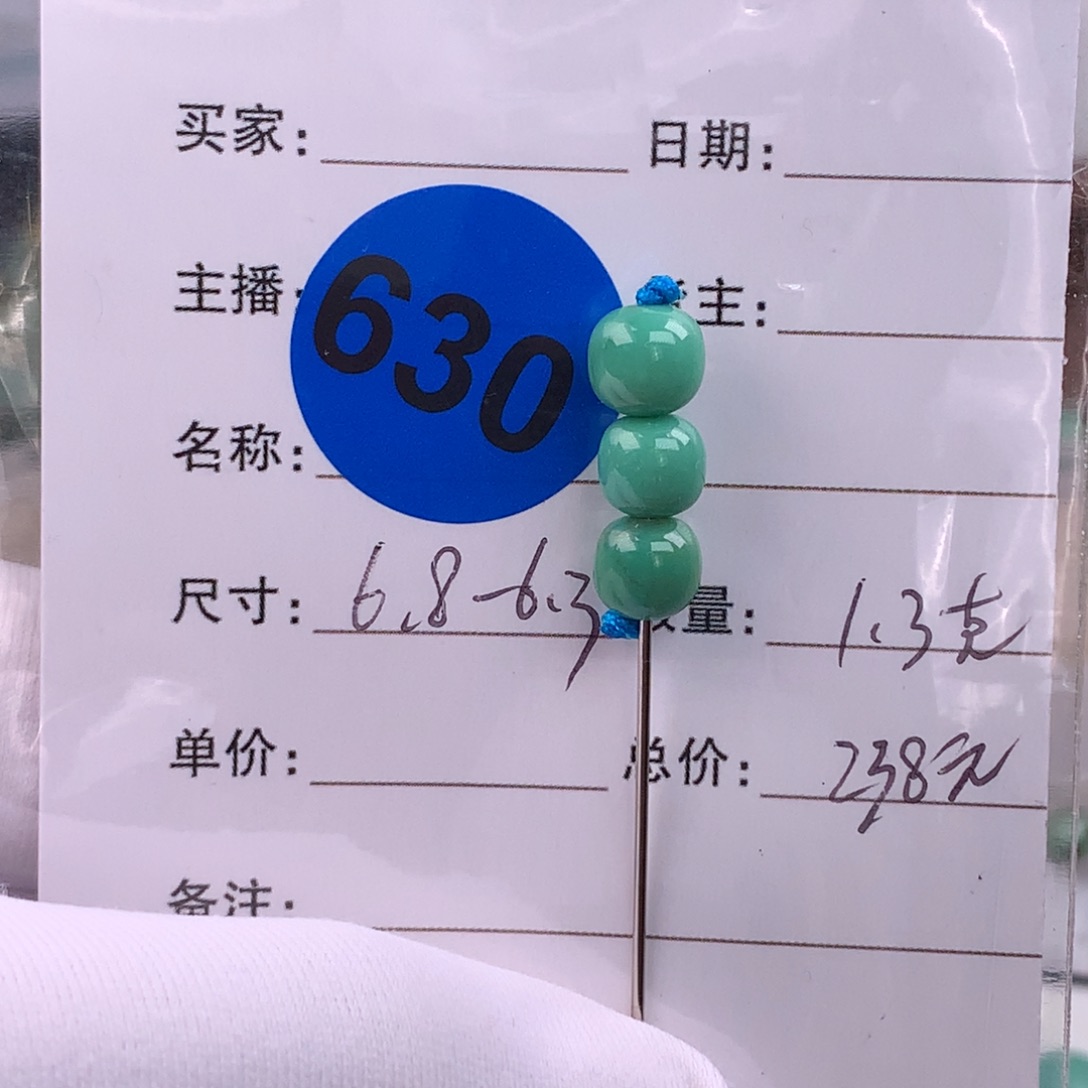 买家： 日期：
主播： 主：
630
名称：
尺寸：6.8-6.3 量：1.3克
单价： 总价：238元
备注：